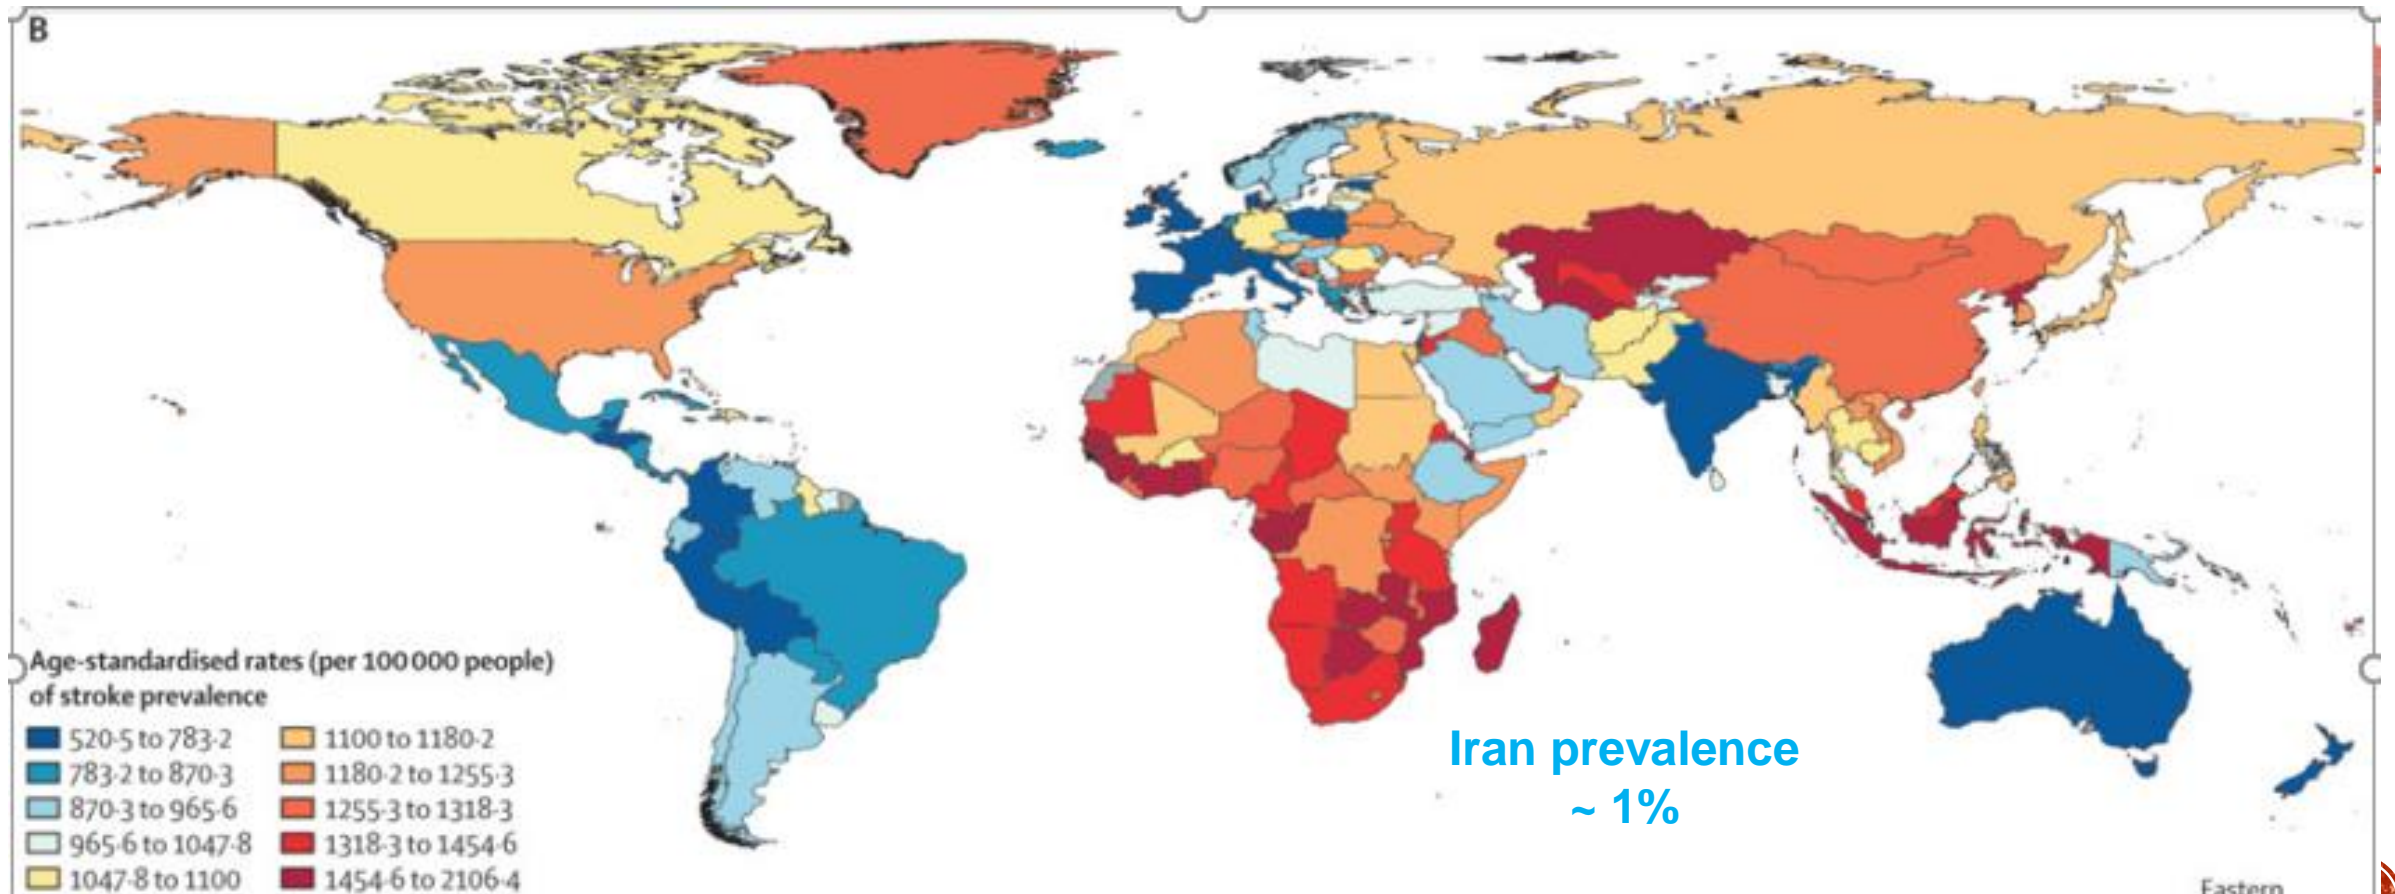 B
Age-standardised rates (per 100 000 people)
of stroke prevalence
520·5 to 783·2
783·2 to 870·3
870·3 to 965·6
965·6 to 1047·8
1047·8 to 1100
1100 to 1180·2
1180·2 to 1255·3
1255·3 to 1318·3
1318·3 to 1454·6
1454·6 to 2106·4
Iran prevalence
~ 1%
Eastern